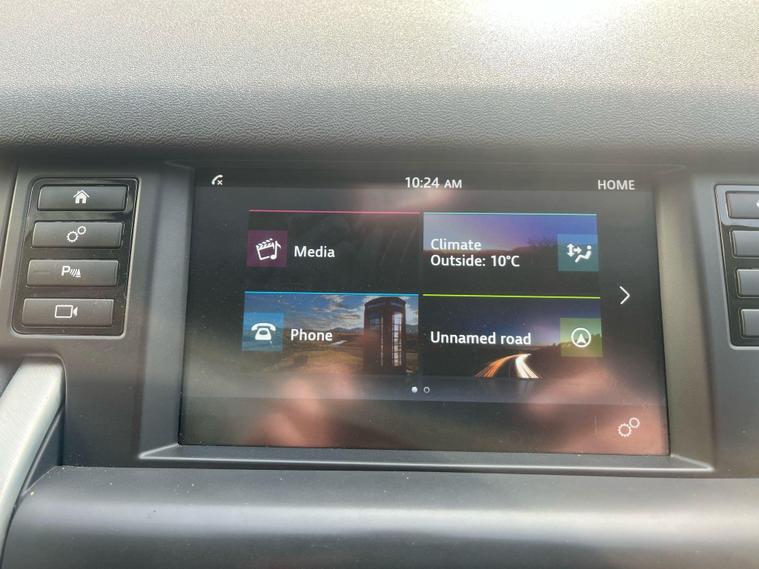 10:24 AM
HOME
Media
Climate
Outside: 10°C
Phone
Unnamed road
P